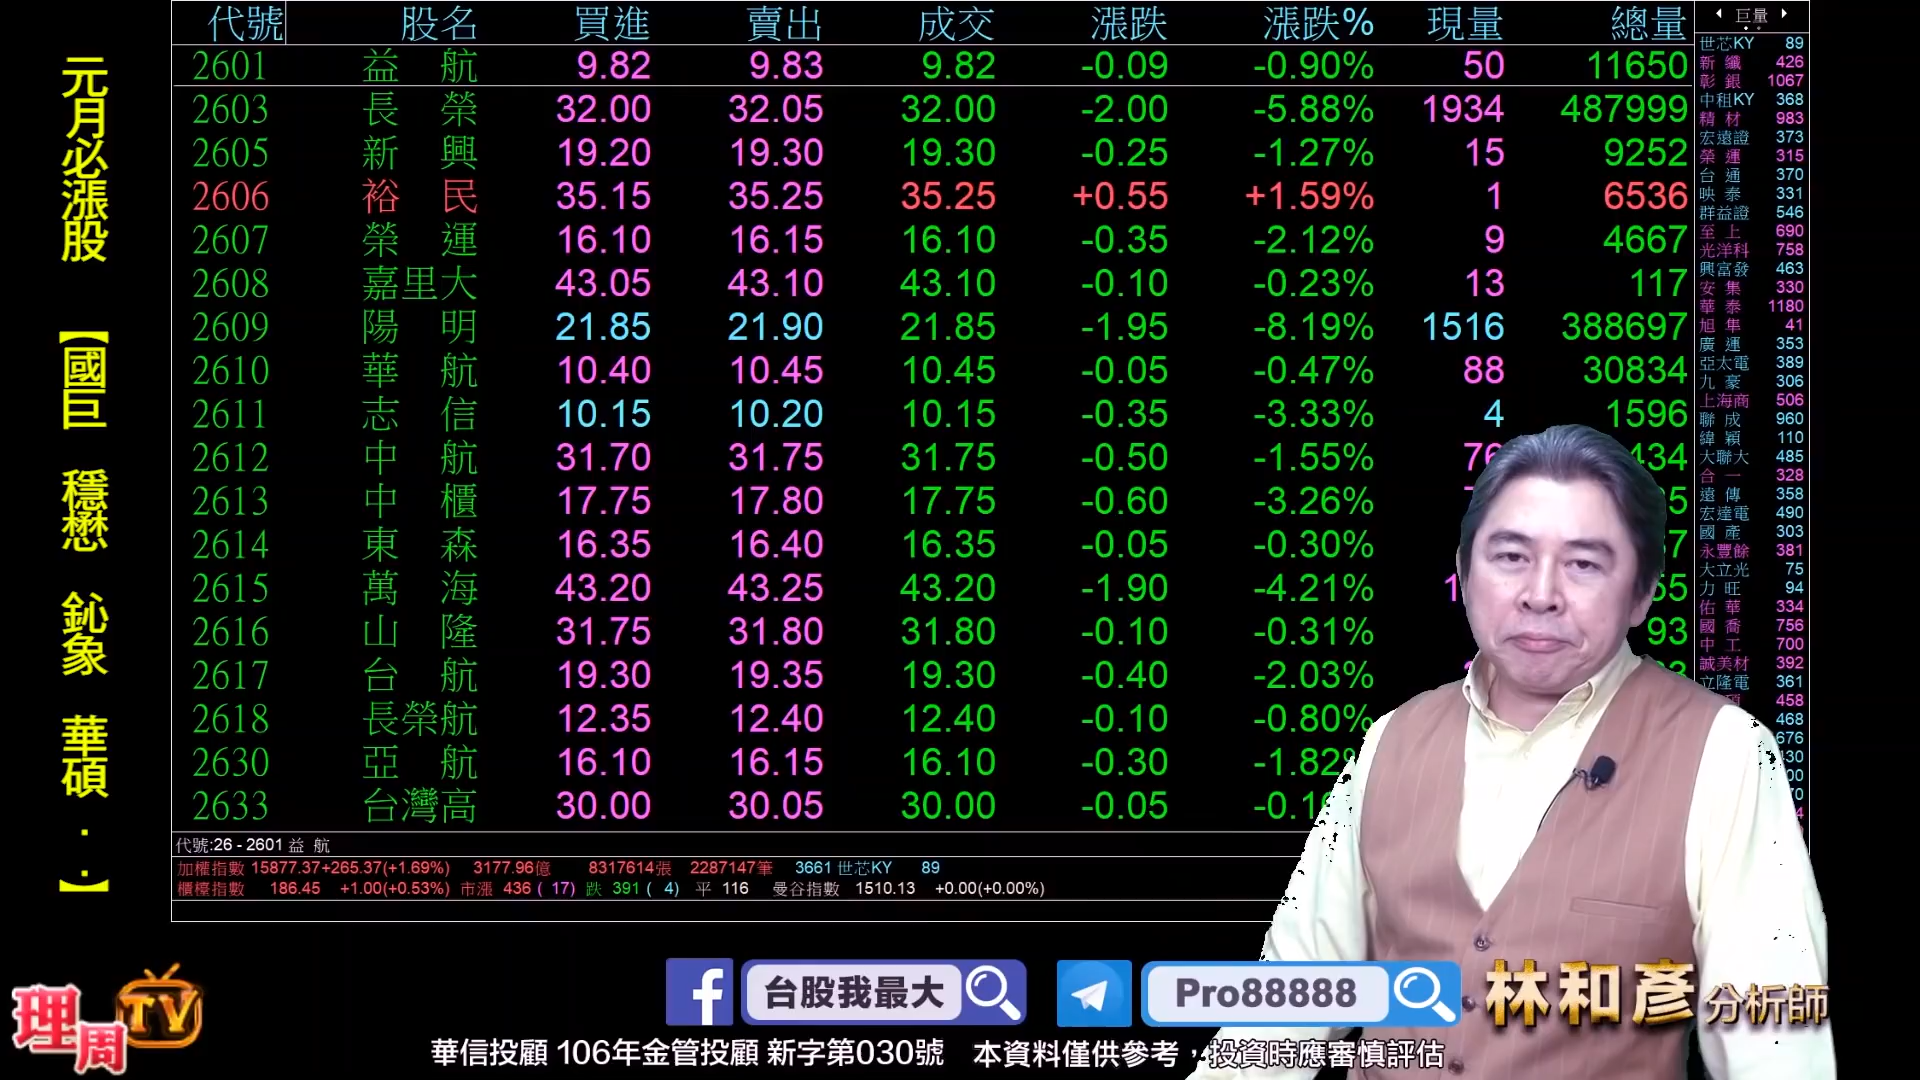 元月必漲股 【國巨 穩懋 鈊象 華碩...】
代號 股名 買進 賣出 成交 漲跌 漲跌% 現量 總量
2601 益航 9.82 9.83 9.82 -0.09 -0.90% 50 11650
2603 長榮 32.00 32.05 32.00 -2.00 -5.88% 1934 487999
2605 新興 19.20 19.30 19.30 -0.25 -1.27% 15 9252
2606 裕民 35.15 35.25 35.25 +0.55 +1.59% 1 6536
2607 榮運 16.10 16.15 16.10 -0.35 -2.12% 9 4667
2608 嘉里大 43.05 43.10 43.10 -0.10 -0.23% 13 117
2609 陽明 21.85 21.90 21.85 -1.95 -8.19% 1516 388697
2610 華航 10.40 10.45 10.45 -0.05 -0.47% 88 30834
2611 志信 10.15 10.20 10.15 -0.35 -3.33% 4 1596
2612 中航 31.70 31.75 31.75 -0.50 -1.55%
2613 中櫃 17.75 17.80 17.75 -0.60 -3.26%
2614 東森 16.35 16.40 16.35 -0.05 -0.30%
2615 萬海 43.20 43.25 43.20 -1.90 -4.21%
2616 山隆 31.75 31.80 31.80 -0.10 -0.31%
2617 台航 19.30 19.35 19.30 -0.40 -2.03%
2618 長榮航 12.35 12.40 12.40 -0.10 -0.80%
2630 亞航 16.10 16.15 16.10 -0.30 -1.82%
2633 台灣高 30.00 30.05 30.00 -0.05
代號:26 - 2601 益 航
加權指數 15877.37+265.37(+1.69%) 3177.96億 8317614張 2287147筆 3661 世芯KY 89
櫃檯指數 186.45 +1.00(+0.53%) 市漲 436 ( 17) 跌 391 ( 4) 平 116 曼谷指數 1510.13 +0.00(+0.00%)
巨量
世芯KY 89
新纖 426
彰銀 1067
中租KY 368
精材 983
宏遠證 373
榮運 315
台通 370
映泰 331
群益證 546
至上 690
光洋科 758
興富發 463
安集 330
華泰 1180
旭隼 41
廣運 353
亞太電 389
九豪 306
上海商 506
聯成 960
緯穎 110
大聯大 485
合一 328
遠傳 358
宏達電 490
國產 303
永豐餘 381
大立光 75
力旺 94
佑華 334
國喬 756
中工 700
誠美材 392
立隆電 361
458
468
理周TV
台股我最大
Pro88888
林和彥 分析師
華信投顧 106年金管投顧 新字第030號 本資料僅供參考，投資時應審慎評估